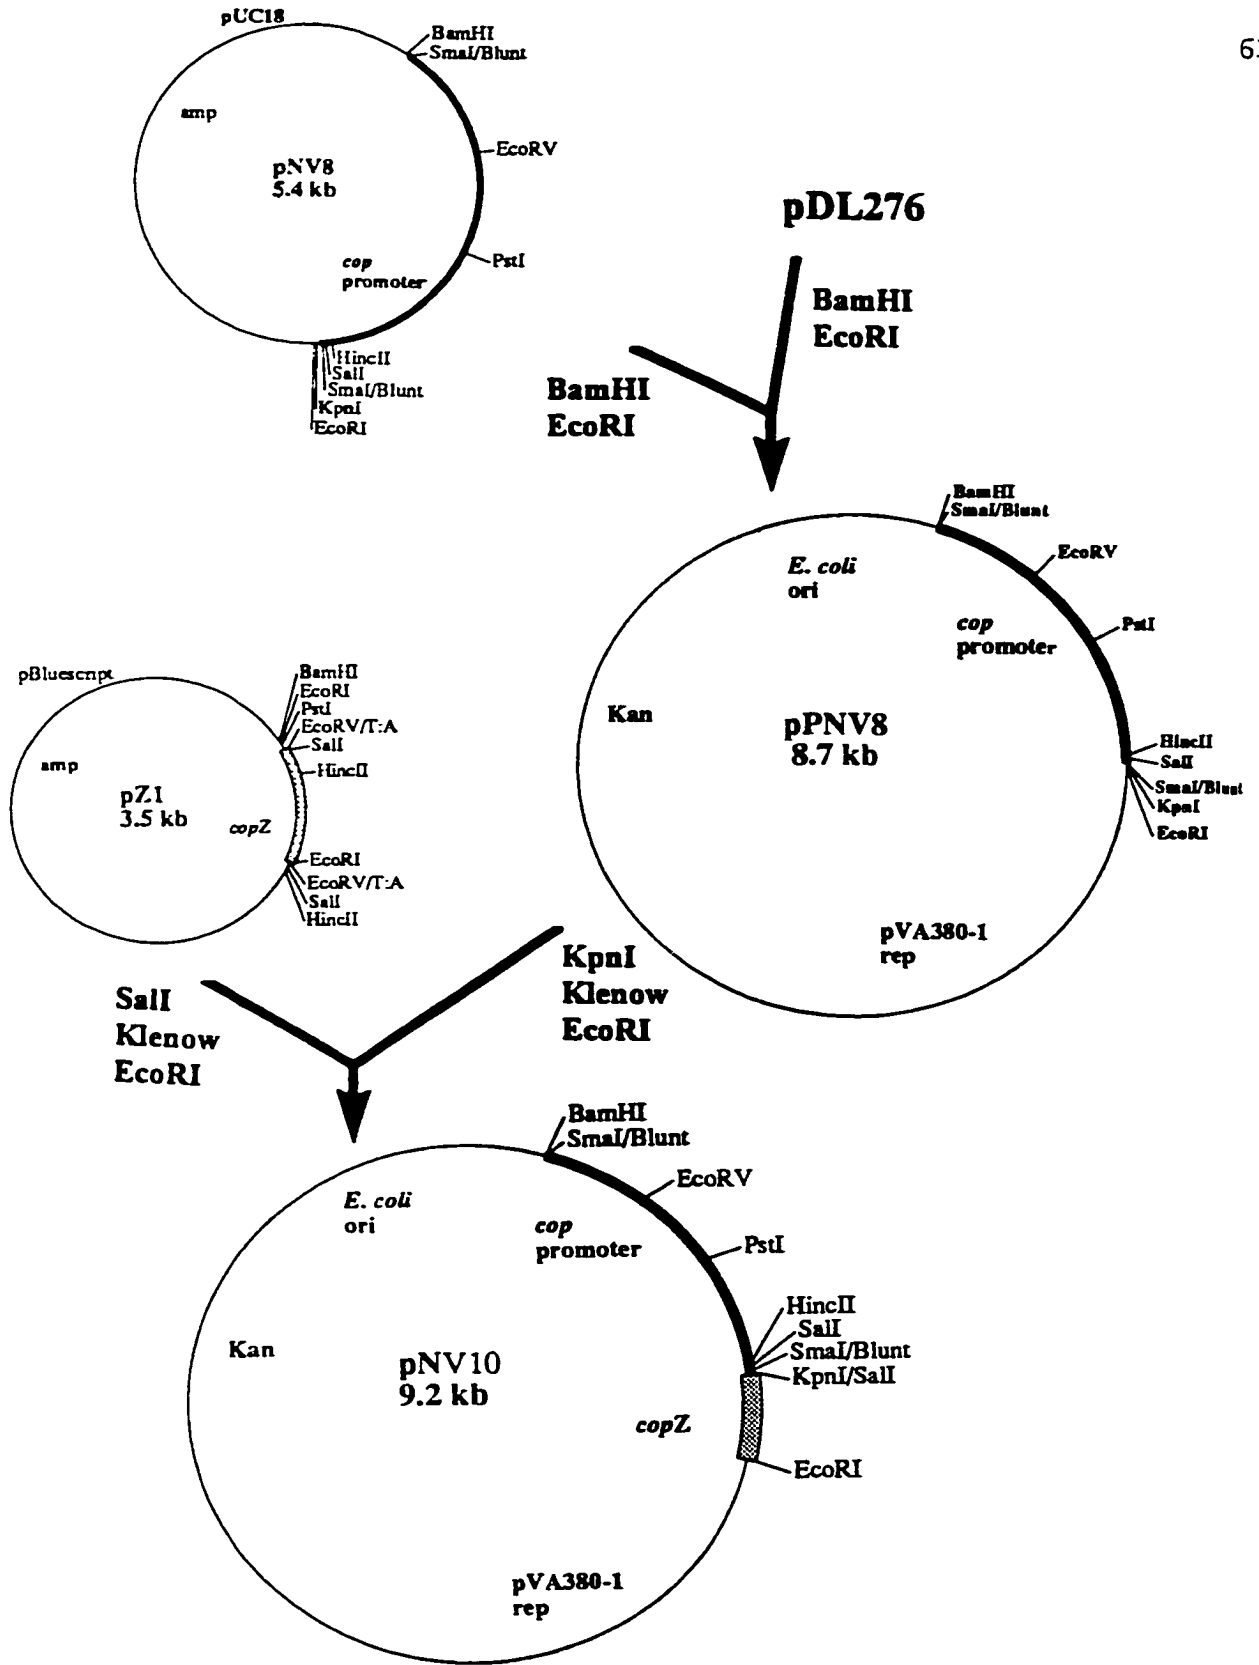 pUC18
BamHI
SmaI/Blunt
amp
EcoRV
pNV8
5.4 kb
PstI
cop
promoter
HincII
SalI
SmaI/Blunt
KpnI
EcoRI
pDL276
BamHI
EcoRI
BamHI
EcoRI
BamHI
SmaI/Blunt
EcoRV
E. coli
ori
cop
promoter
PstI
Kan
pPNV8
8.7 kb
HincII
SalI
SmaI/Blunt
KpnI
EcoRI
pVA380-1
rep
pBluescript
BamHI
EcoRI
PstI
EcoRV/T:A
SalI
HincII
amp
pZ1
3.5 kb
copZ
EcoRI
EcoRV/T:A
SalI
HincII
SalI
Klenow
EcoRI
KpnI
Klenow
EcoRI
BamHI
SmaI/Blunt
EcoRV
E. coli
ori
cop
promoter
PstI
HincII
SalI
SmaI/Blunt
KpnI/SalI
Kan
pNV10
9.2 kb
copZ
EcoRI
pVA380-1
rep